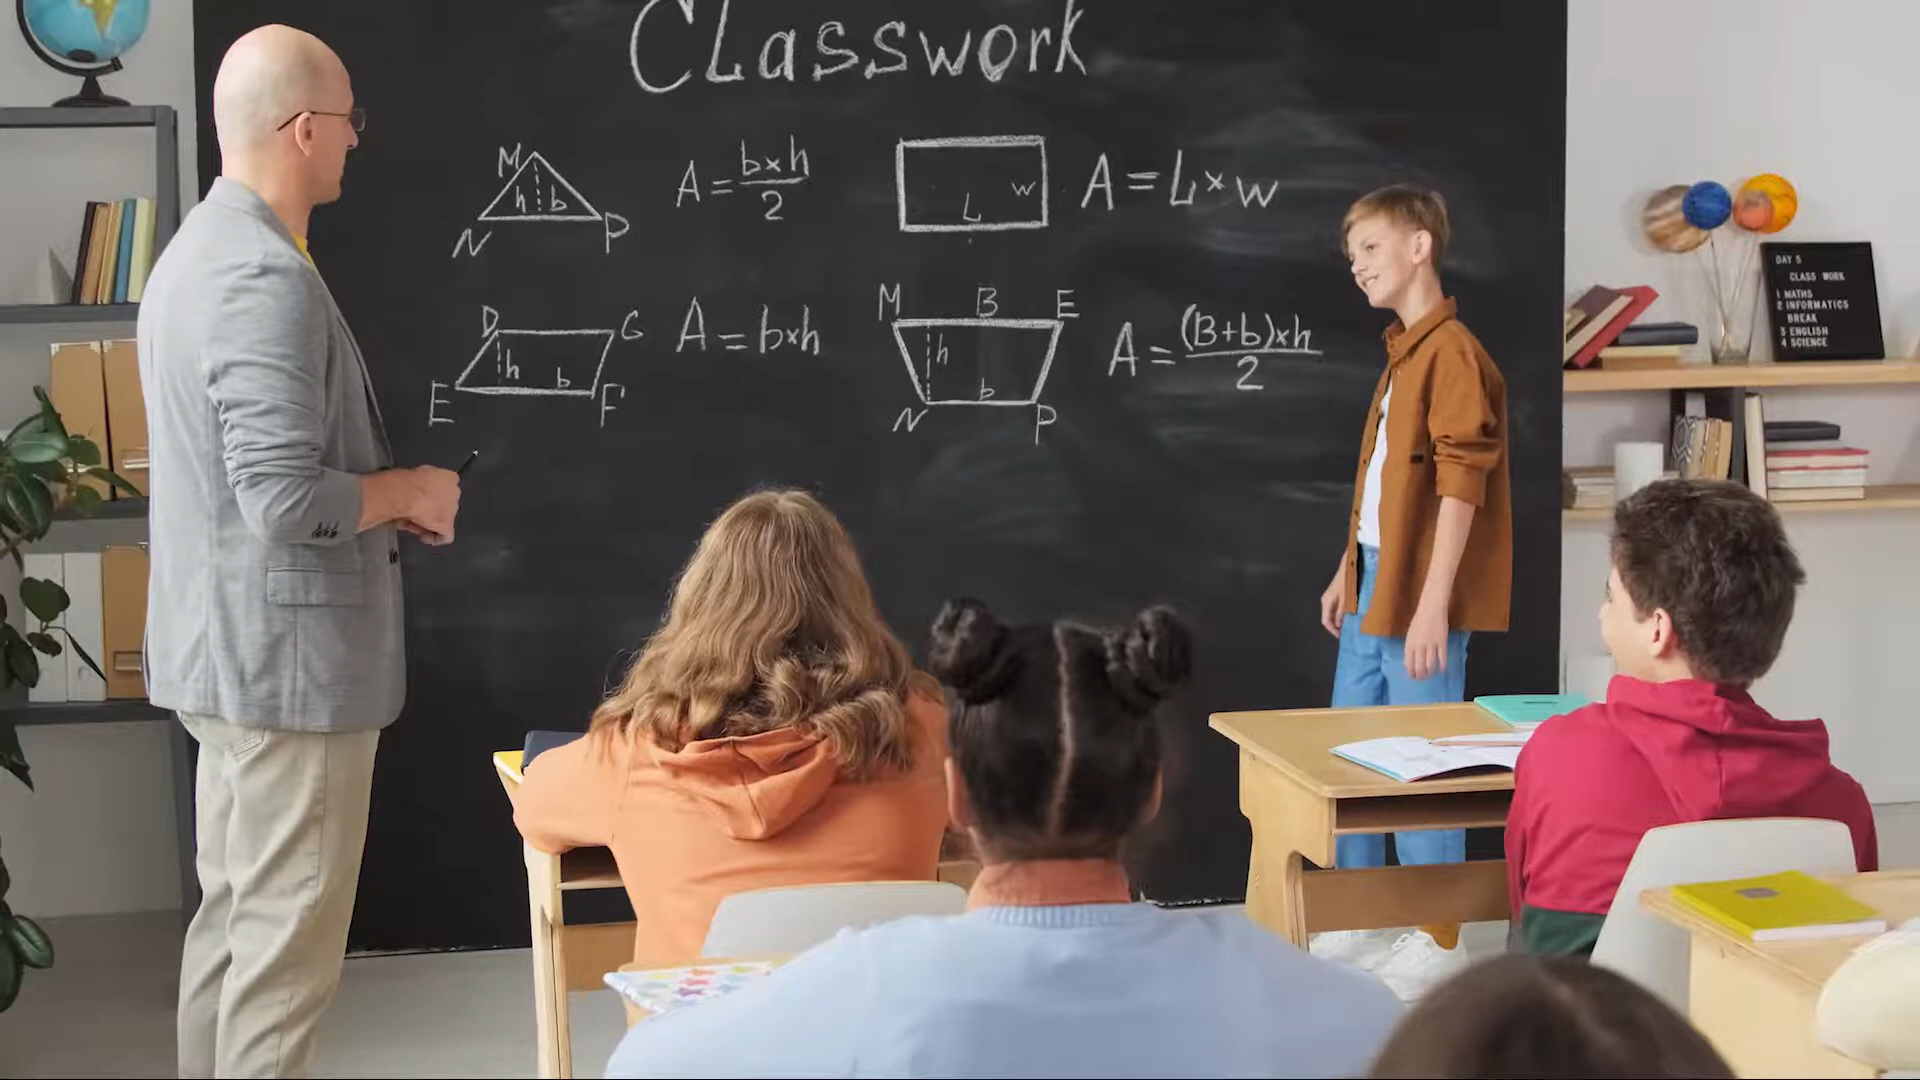 Classwork
M
h b
N P
A = b×h/2
L w
A = L×w
D G
h
b
E F
A = b×h
M B E
h
b
N P
A = (B+b)×h/2
DAY 5
CLASS WORK
1 MATHS
2 INFORMATICS
BREAK
3 ENGLISH
4 SCIENCE